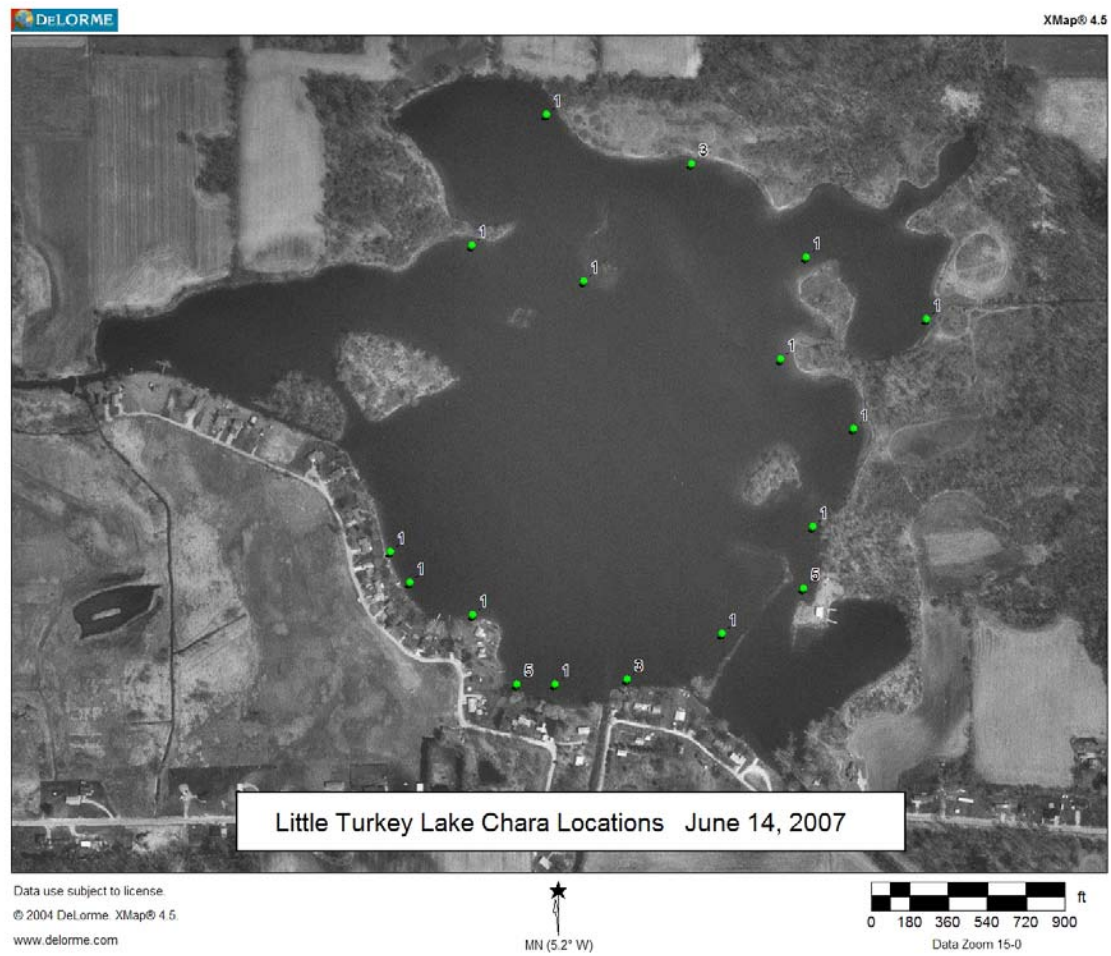 DELORME
XMap® 4.5
1
3
1
1
1
1
1
1
1
1
1
5
1
1
5
1
3
Little Turkey Lake Chara Locations June 14, 2007
Data use subject to license.
© 2004 DeLorme. XMap® 4.5.
www.delorme.com
MN (5.2° W)
ft
0 180 360 540 720 900
Data Zoom 15-0